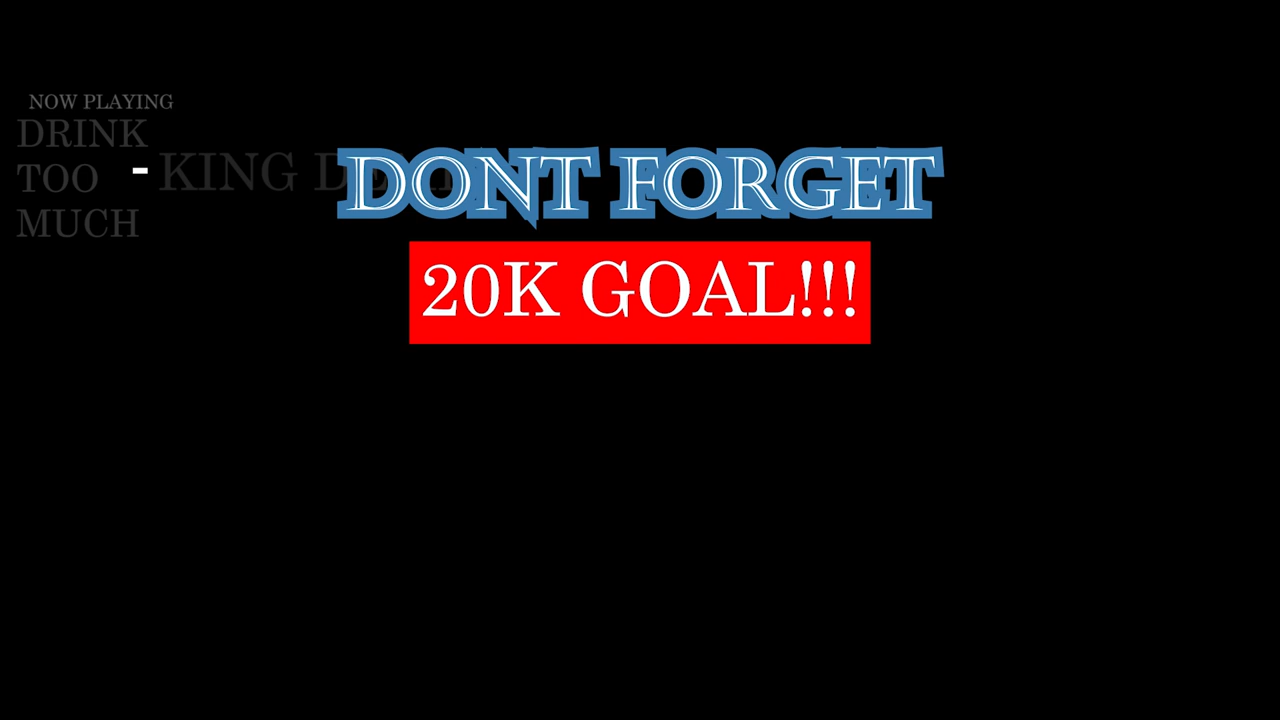 NOW PLAYING
DRINK
TOO
MUCH
- KING
DONT FORGET
20K GOAL!!!